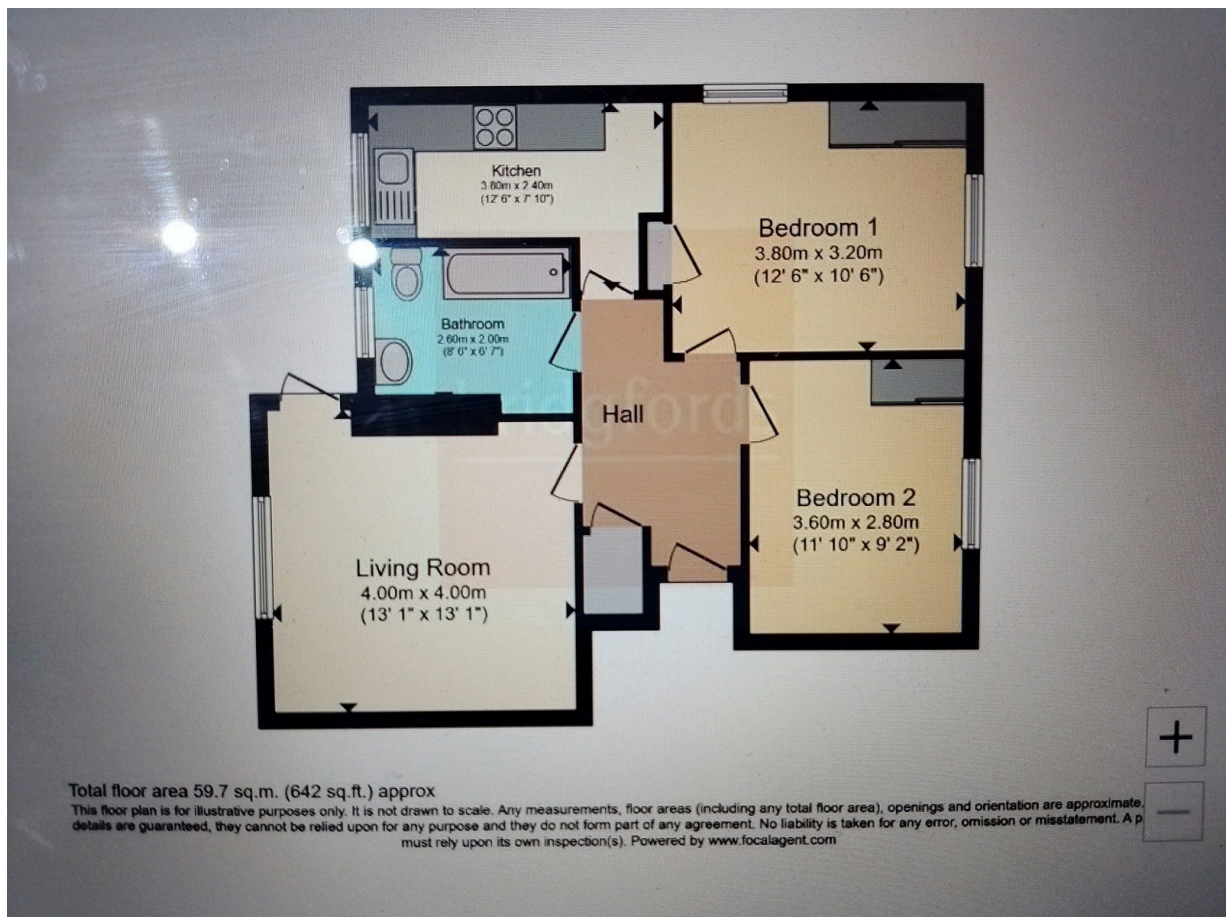 Kitchen
3.80m x 2.40m
(12' 6" x 7' 10")
Bedroom 1
3.80m x 3.20m
(12' 6" x 10' 6")
Bathroom
2.60m x 2.00m
(8' 6" x 6' 7")
Hall
bridgfords
Bedroom 2
3.60m x 2.80m
(11' 10" x 9' 2")
Living Room
4.00m x 4.00m
(13' 1" x 13' 1")
Total floor area 59.7 sq.m. (642 sq.ft.) approx
This floor plan is for illustrative purposes only. It is not drawn to scale. Any measurements, floor areas (including any total floor area), openings and orientation are approximate.
details are guaranteed, they cannot be relied upon for any purpose and they do not form part of any agreement. No liability is taken for any error, omission or misstatement. A p
must rely upon its own inspection(s). Powered by www.focalagent.com